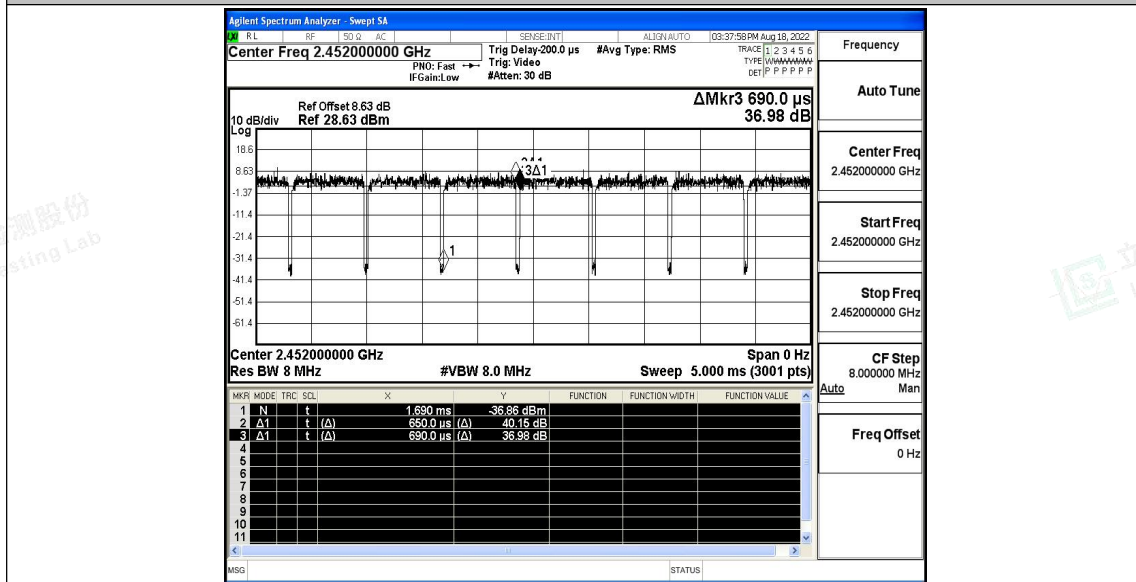 Agilent Spectrum Analyzer - Swept SA
RL RF 50 Ω AC SENSE:INT ALIGN AUTO 03:37:58 PM Aug 18, 2022
Center Freq 2.452000000 GHz
PNO: Fast
IFGain:Low
Trig Delay-200.0 µs
Trig: Video
#Atten: 30 dB
#Avg Type: RMS
TRACE 1 2 3 4 5 6
TYPE
DET P P P P P P
Ref Offset 8.63 dB
10 dB/div Ref 28.63 dBm
Log
ΔMkr3 690.0 µs
36.98 dB
18.6
8.63
-1.37
-11.4
-21.4
-31.4
-41.4
-51.4
-61.4
3Δ1
1
Center 2.452000000 GHz Span 0 Hz
Res BW 8 MHz #VBW 8.0 MHz Sweep 5.000 ms (3001 pts)
MKR MODE TRC SCL X Y FUNCTION FUNCTION WIDTH FUNCTION VALUE
1 N t 1.690 ms -36.86 dBm
2 Δ1 t (Δ) 650.0 µs (Δ) 40.15 dB
3 Δ1 t (Δ) 690.0 µs (Δ) 36.98 dB
4
5
6
7
8
9
10
11
MSG STATUS
Frequency
Auto Tune
Center Freq
2.452000000 GHz
Start Freq
2.452000000 GHz
Stop Freq
2.452000000 GHz
CF Step
8.000000 MHz
Auto Man
Freq Offset
0 Hz
测股份
esting Lab
立